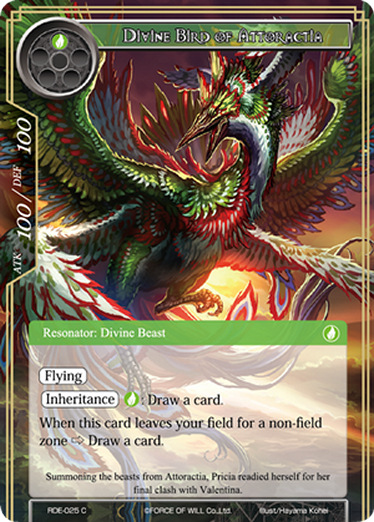 Divine Bird of Attoractia
ATK 100 / DEF 100
Resonator: Divine Beast
Flying
Inheritance : Draw a card.
When this card leaves your field for a non-field
zone ⇨ Draw a card.
Summoning the beasts from Attoractia, Pricia readied herself for her
final clash with Valentina.
RDE-025 C ©FORCE OF WILL Co.,Ltd. Illust/Hayama Kohei